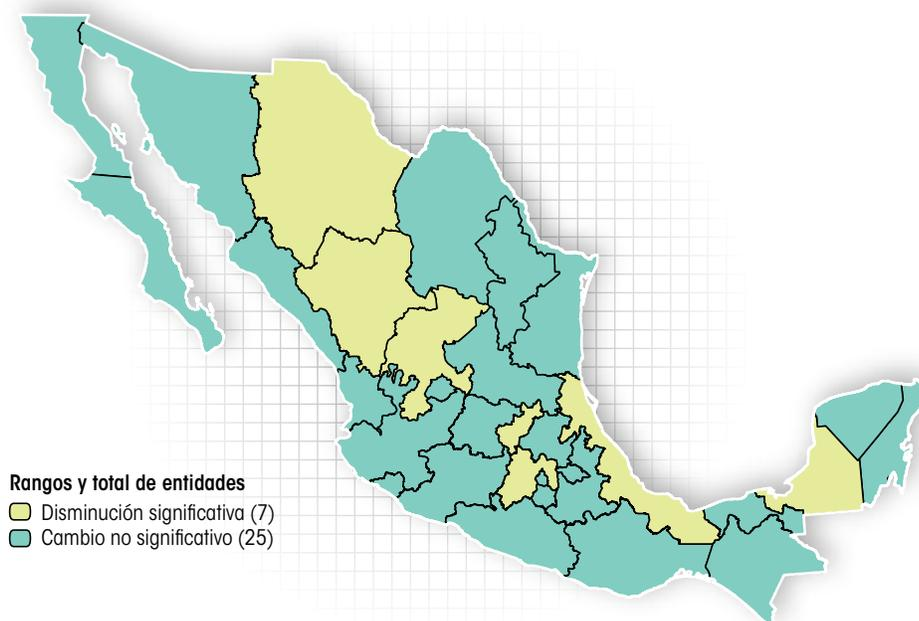 Rangos y total de entidades
Disminución significativa (7)
Cambio no significativo (25)